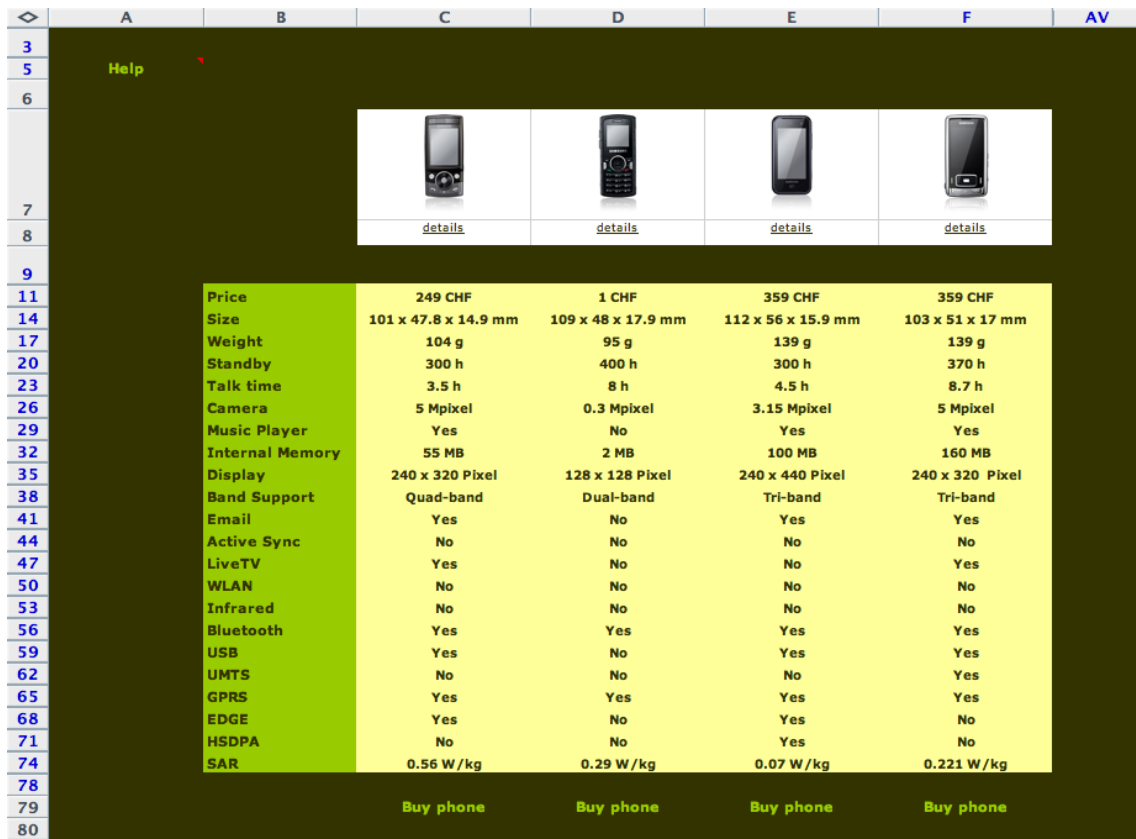 A B C D E F AV
3
5 Help
6
7
8 details details details details
9
11 Price 249 CHF 1 CHF 359 CHF 359 CHF
14 Size 101 x 47.8 x 14.9 mm 109 x 48 x 17.9 mm 112 x 56 x 15.9 mm 103 x 51 x 17 mm
17 Weight 104 g 95 g 139 g 139 g
20 Standby 300 h 400 h 300 h 370 h
23 Talk time 3.5 h 8 h 4.5 h 8.7 h
26 Camera 5 Mpixel 0.3 Mpixel 3.15 Mpixel 5 Mpixel
29 Music Player Yes No Yes Yes
32 Internal Memory 55 MB 2 MB 100 MB 160 MB
35 Display 240 x 320 Pixel 128 x 128 Pixel 240 x 440 Pixel 240 x 320 Pixel
38 Band Support Quad-band Dual-band Tri-band Tri-band
41 Email Yes No Yes Yes
44 Active Sync No No No No
47 LiveTV Yes No No Yes
50 WLAN No No No No
53 Infrared No No No No
56 Bluetooth Yes Yes Yes Yes
59 USB Yes No Yes Yes
62 UMTS No No No Yes
65 GPRS Yes Yes Yes Yes
68 EDGE Yes No Yes No
71 HSDPA No No Yes No
74 SAR 0.56 W/kg 0.29 W/kg 0.07 W/kg 0.221 W/kg
78
79 Buy phone Buy phone Buy phone Buy phone
80